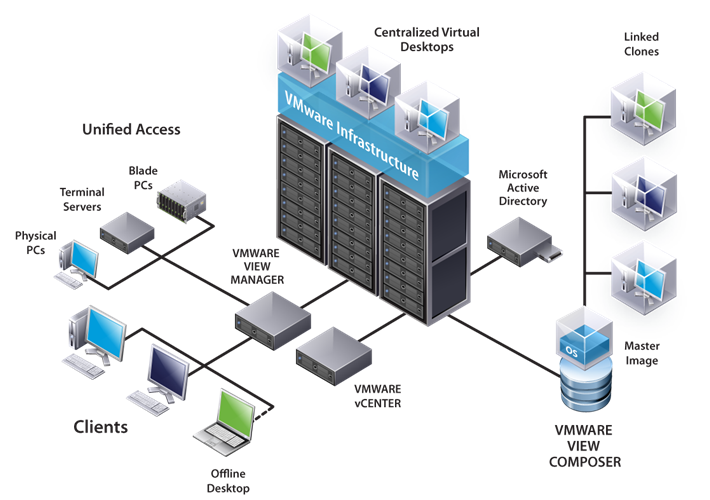 Centralized Virtual
Desktops
Linked
Clones
VMware Infrastructure
Unified Access
Blade
PCs
Terminal
Servers
Physical
PCs
Microsoft
Active
Directory
VMWARE
VIEW
MANAGER
OS
Master
Image
VMWARE
vCENTER
Clients
VMWARE
VIEW
COMPOSER
Offline
Desktop